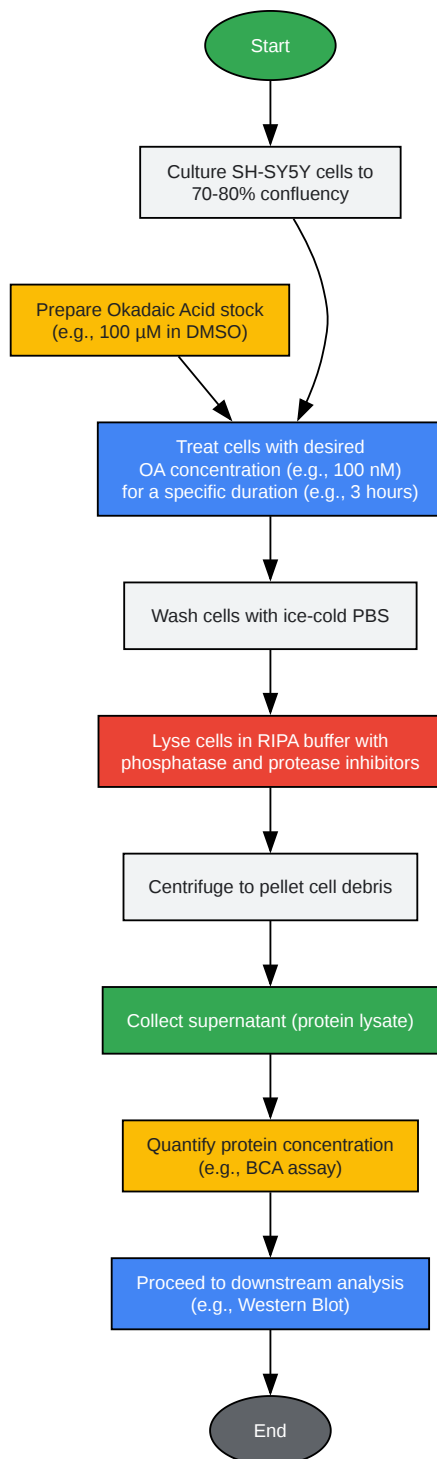 Start
Culture SH-SY5Y cells to
70-80% confluency
Prepare Okadaic Acid stock
(e.g., 100 µM in DMSO)
Treat cells with desired
OA concentration (e.g., 100 nM)
for a specific duration (e.g., 3 hours)
Wash cells with ice-cold PBS
Lyse cells in RIPA buffer with
phosphatase and protease inhibitors
Centrifuge to pellet cell debris
Collect supernatant (protein lysate)
Quantify protein concentration
(e.g., BCA assay)
Proceed to downstream analysis
(e.g., Western Blot)
End